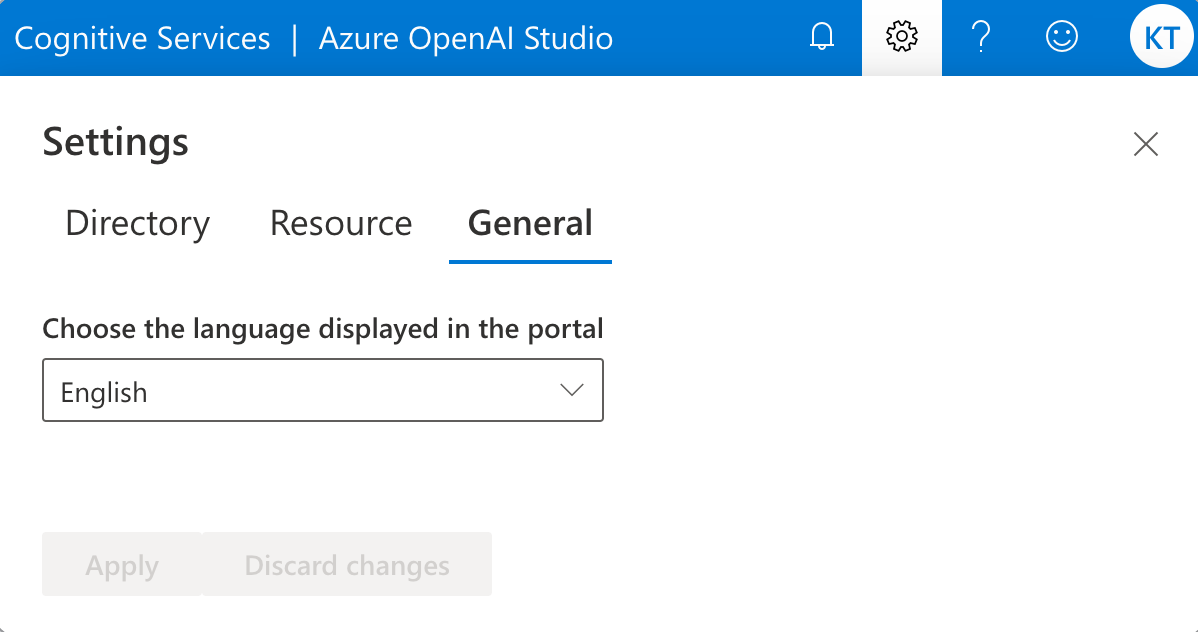 Cognitive Services | Azure OpenAI Studio
KT
Settings
Directory Resource General
Choose the language displayed in the portal
English
Apply Discard changes